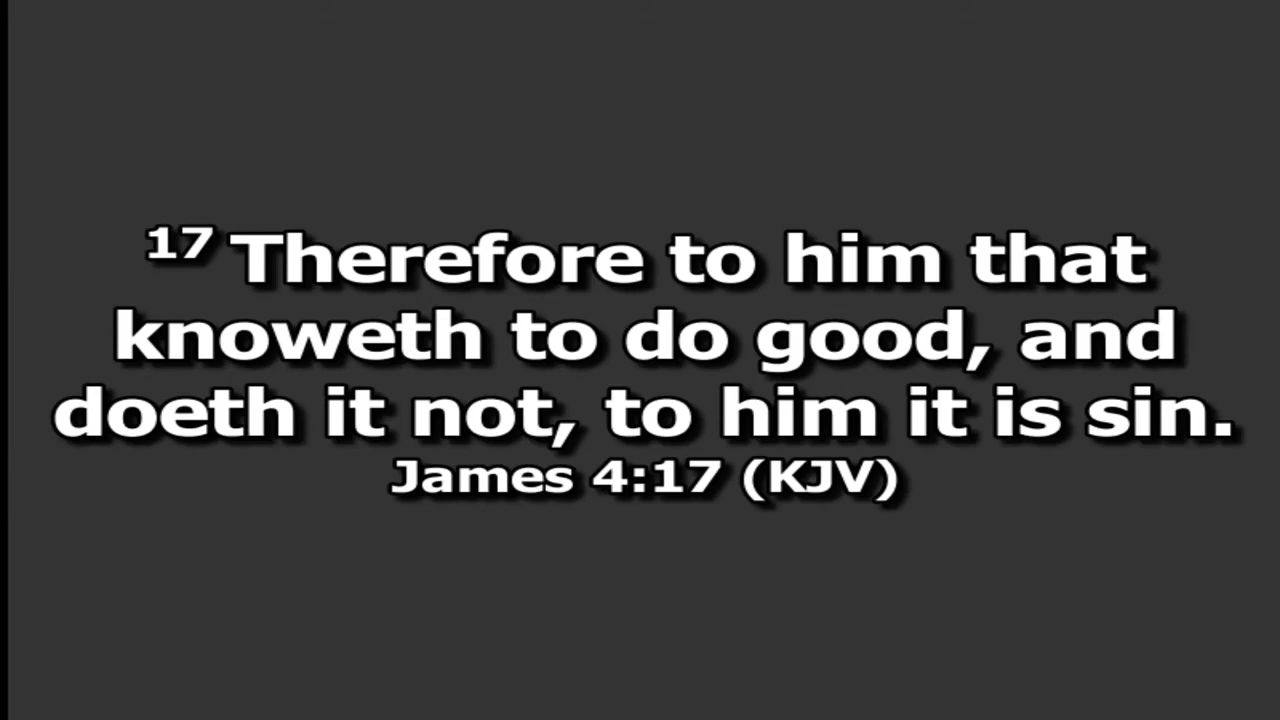 17 Therefore to him that
knoweth to do good, and
doeth it not, to him it is sin.
James 4:17 (KJV)